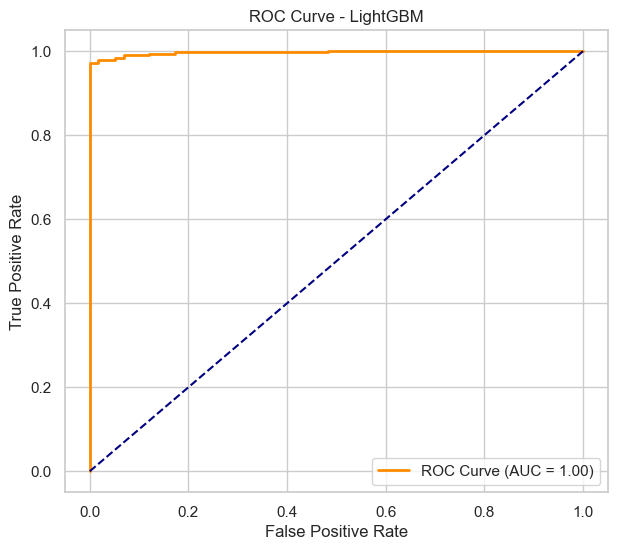 ROC Curve - LightGBM
True Positive Rate
1.0
0.8
0.6
0.4
0.2
0.0
ROC Curve (AUC = 1.00)
0.0 0.2 0.4 0.6 0.8 1.0
False Positive Rate